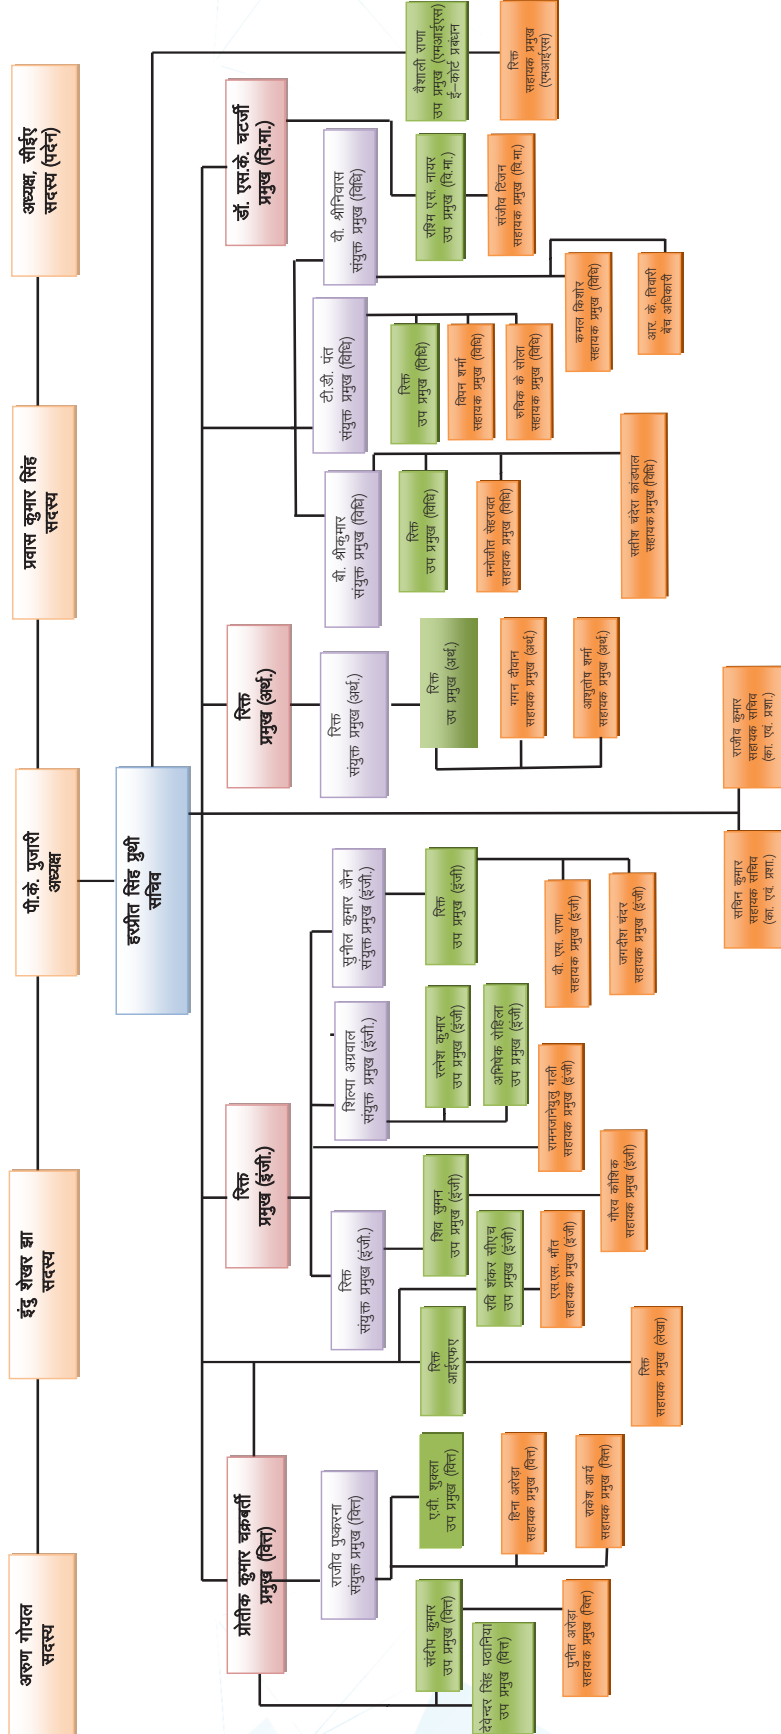 अरुण गोयल
सदस्य
इंदु शेखर झा
सदस्य
पी.के. पुजारी
अध्यक्ष
प्रवास कुमार सिंह
सदस्य
अध्यक्ष, सीईए
सदस्य (पदेन)
हरप्रीत सिंह प्रुथी
सचिव
प्रोतीक कुमार चक्रबर्ती
प्रमुख (वित्त)
रिक्त
प्रमुख (इंजी.)
रिक्त
प्रमुख (अर्थ.)
डॉ. एस.के. चटर्जी
प्रमुख (वि.मा.)
राजीव पुष्करना
संयुक्त प्रमुख (वित्त)
रिक्त
संयुक्त प्रमुख (इंजी.)
शिल्पा अग्रवाल
संयुक्त प्रमुख (इंजी.)
सुनील कुमार जैन
संयुक्त प्रमुख (इंजी.)
रिक्त
संयुक्त प्रमुख (अर्थ.)
बी. श्रीकुमार
संयुक्त प्रमुख (विधि)
टी.डी. पंत
संयुक्त प्रमुख (विधि)
वी. श्रीनिवास
संयुक्त प्रमुख (विधि)
संदीप कुमार
उप प्रमुख (वित्त)
देवेन्दर सिंह पठानिया
उप प्रमुख (वित्त)
ए.वी. शुक्ला
उप प्रमुख (वित्त)
रिक्त
आईएफए
रवि शंकर सीएच
उप प्रमुख (इंजी)
शिव सुमन
उप प्रमुख (इंजी)
रत्नेश कुमार
उप प्रमुख (इंजी)
अभिषेक रोहिला
उप प्रमुख (इंजी)
रिक्त
उप प्रमुख (इंजी)
रिक्त
उप प्रमुख (अर्थ.)
रिक्त
उप प्रमुख (विधि)
रिक्त
उप प्रमुख (विधि)
रश्मि एस. नायर
उप प्रमुख (वि.मा.)
वैशाली राणा
उप प्रमुख (एमआईएस)
ई–कोर्ट प्रबंधन
पुनीत अरोड़ा
सहायक प्रमुख (वित्त)
हिना अरोड़ा
सहायक प्रमुख (वित्त)
राकेश आर्य
सहायक प्रमुख (वित्त)
रिक्त
सहायक प्रमुख (लेखा)
एस.एस. भौत
सहायक प्रमुख (इंजी)
गौरव कौशिक
सहायक प्रमुख (इंजी)
रामनजानेयुलु गली
सहायक प्रमुख (इंजी)
वी. एस. राणा
सहायक प्रमुख (इंजी)
जगदीश चंदर
सहायक प्रमुख (इंजी)
सचिन कुमार
सहायक सचिव
(का. एवं. प्रशा.)
राजीव कुमार
सहायक सचिव
(का. एवं. प्रशा.)
गगन दीवान
सहायक प्रमुख (अर्थ.)
आशुतोष शर्मा
सहायक प्रमुख (अर्थ.)
मनोजीत सेहरावत
सहायक प्रमुख (विधि)
सतीश चंदेरा कांडपाल
सहायक प्रमुख (विधि)
विपन शर्मा
सहायक प्रमुख (विधि)
रुचिक के सोला
सहायक प्रमुख (विधि)
कमल किशोर
सहायक प्रमुख (विधि)
आर. के. तिवारी
बेंच अधिकारी
संजीव टिंजन
सहायक प्रमुख (वि.मा.)
रिक्त
सहायक प्रमुख
(एमआईएस)